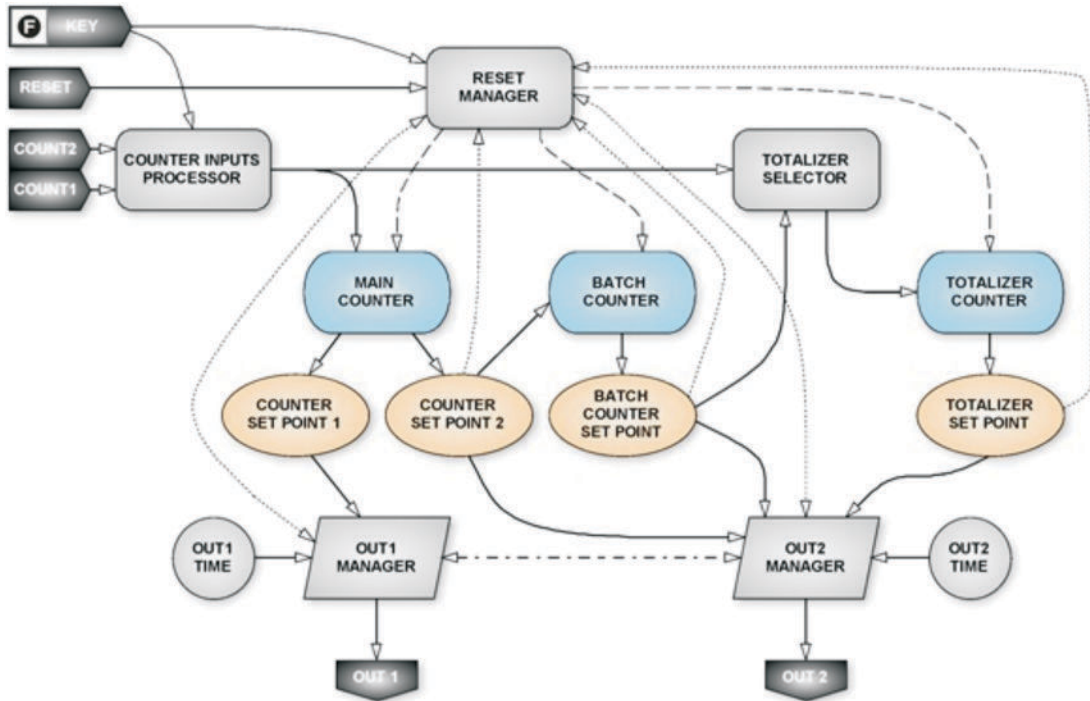 F KEY
RESET
MANAGER
RESET
COUNT2
COUNT1
COUNTER INPUTS
PROCESSOR
TOTALIZER
SELECTOR
MAIN
COUNTER
BATCH
COUNTER
TOTALIZER
COUNTER
COUNTER
SET POINT 1
COUNTER
SET POINT 2
BATCH
COUNTER
SET POINT
TOTALIZER
SET POINT
OUT1
TIME
OUT1
MANAGER
OUT2
MANAGER
OUT2
TIME
OUT 1
OUT 2